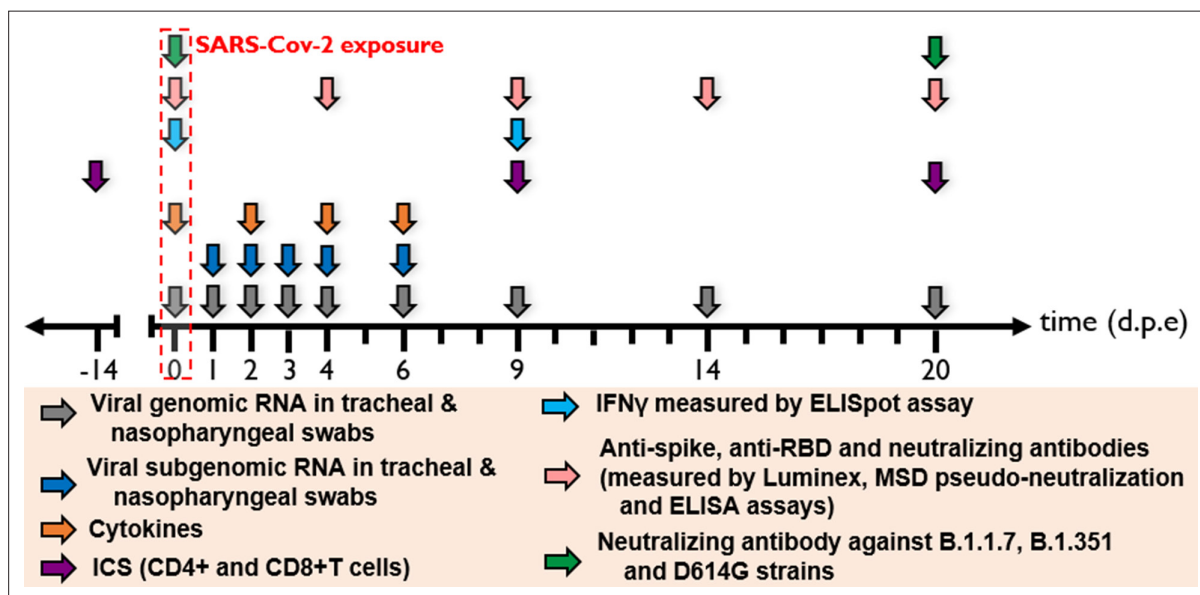 SARS-Cov-2 exposure
time (d.p.e)
-14 0 1 2 3 4 6 9 14 20
Viral genomic RNA in tracheal &
nasopharyngeal swabs
Viral subgenomic RNA in tracheal &
nasopharyngeal swabs
Cytokines
ICS (CD4+ and CD8+T cells)
IFNγ measured by ELISpot assay
Anti-spike, anti-RBD and neutralizing antibodies
(measured by Luminex, MSD pseudo-neutralization
and ELISA assays)
Neutralizing antibody against B.1.1.7, B.1.351
and D614G strains